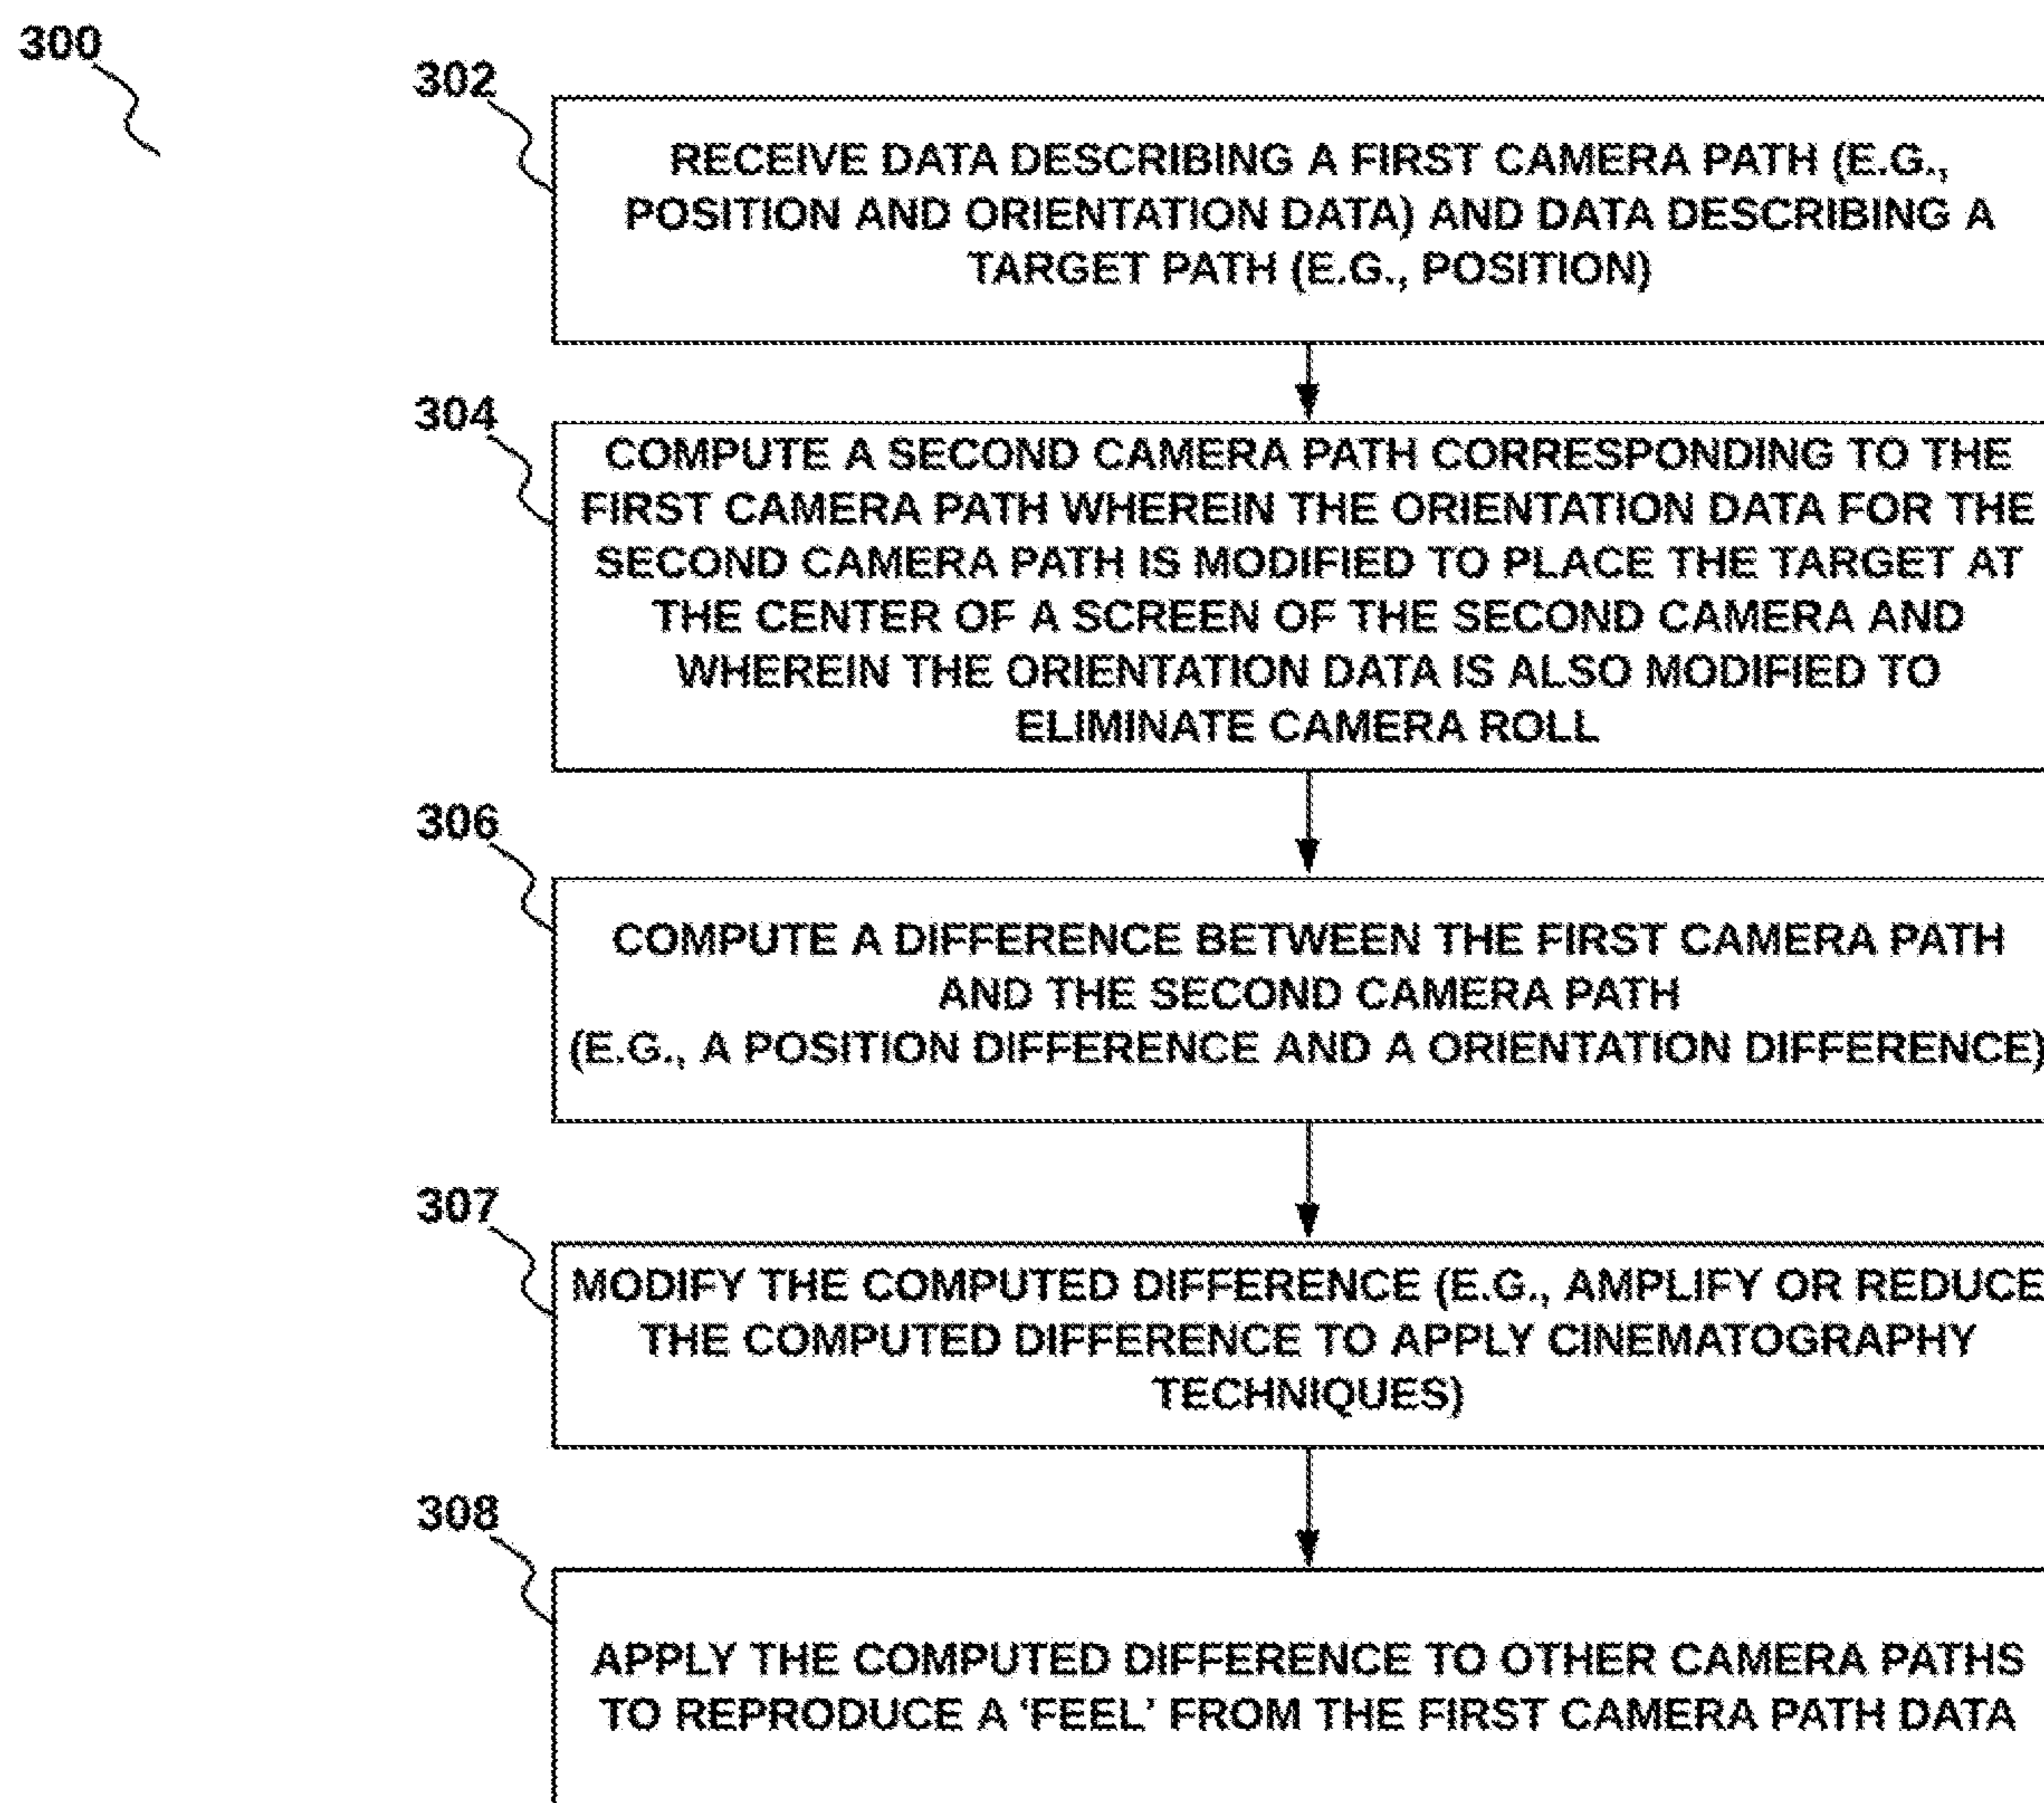 300
302
RECEIVE DATA DESCRIBING A FIRST CAMERA PATH (E.G.,
POSITION AND ORIENTATION DATA) AND DATA DESCRIBING A
TARGET PATH (E.G., POSITION)
304
COMPUTE A SECOND CAMERA PATH CORRESPONDING TO THE
FIRST CAMERA PATH WHEREIN THE ORIENTATION DATA FOR THE
SECOND CAMERA PATH IS MODIFIED TO PLACE THE TARGET AT
THE CENTER OF A SCREEN OF THE SECOND CAMERA AND
WHEREIN THE ORIENTATION DATA IS ALSO MODIFIED TO
ELIMINATE CAMERA ROLL
306
COMPUTE A DIFFERENCE BETWEEN THE FIRST CAMERA PATH
AND THE SECOND CAMERA PATH
(E.G., A POSITION DIFFERENCE AND A ORIENTATION DIFFERENCE)
307
MODIFY THE COMPUTED DIFFERENCE (E.G., AMPLIFY OR REDUCE
THE COMPUTED DIFFERENCE TO APPLY CINEMATOGRAPHY
TECHNIQUES)
308
APPLY THE COMPUTED DIFFERENCE TO OTHER CAMERA PATHS
TO REPRODUCE A ‘FEEL’ FROM THE FIRST CAMERA PATH DATA